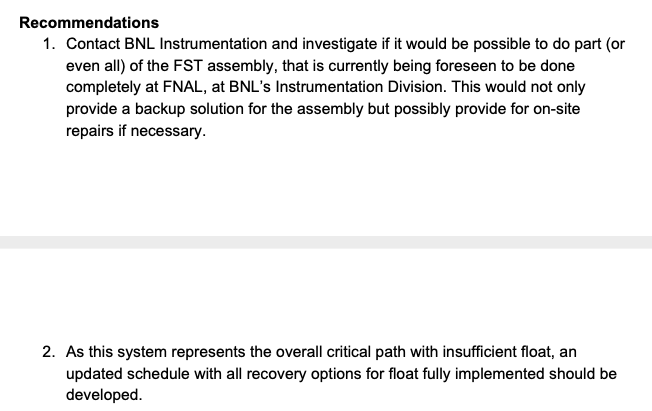 Recommendations
1. Contact BNL Instrumentation and investigate if it would be possible to do part (or
even all) of the FST assembly, that is currently being foreseen to be done
completely at FNAL, at BNL's Instrumentation Division. This would not only
provide a backup solution for the assembly but possibly provide for on-site
repairs if necessary.
2. As this system represents the overall critical path with insufficient float, an
updated schedule with all recovery options for float fully implemented should be
developed.